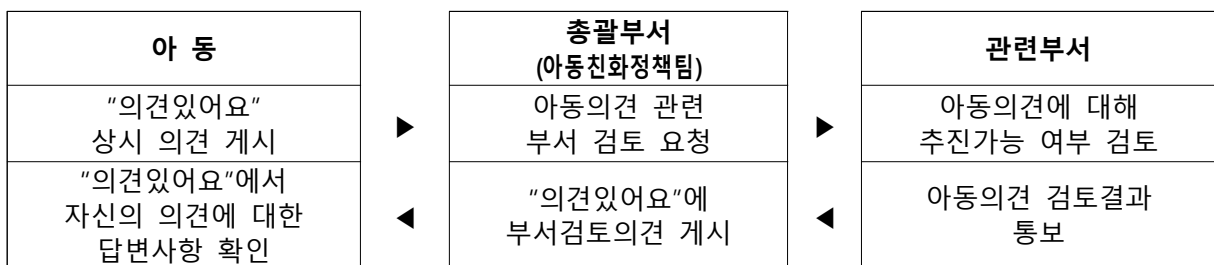 아 동
총괄부서
(아동친화정책팀)
관련부서
"의견있어요"
상시 의견 게시
▶
아동의견 관련
부서 검토 요청
▶
아동의견에 대해
추진가능 여부 검토
"의견있어요"에서
자신의 의견에 대한
답변사항 확인
◀
"의견있어요"에
부서검토의견 게시
◀
아동의견 검토결과
통보